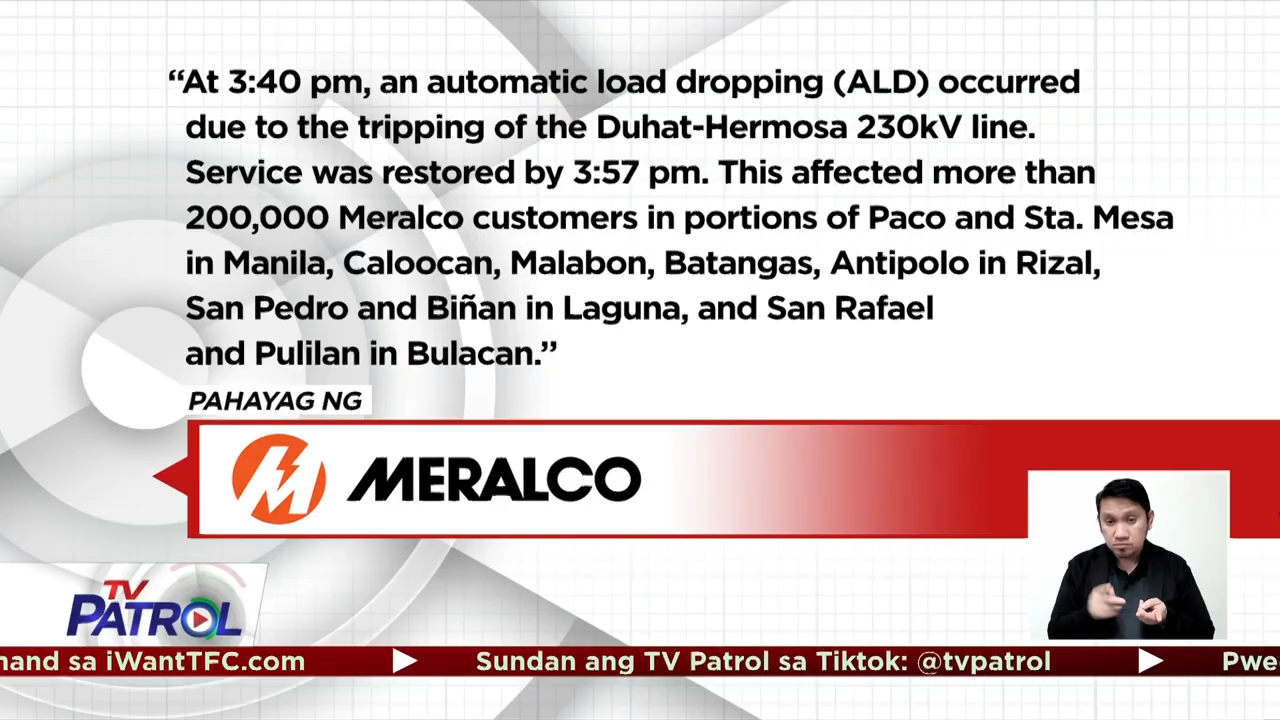 “At 3:40 pm, an automatic load dropping (ALD) occurred
due to the tripping of the Duhat-Hermosa 230kV line.
Service was restored by 3:57 pm. This affected more than
200,000 Meralco customers in portions of Paco and Sta. Mesa
in Manila, Caloocan, Malabon, Batangas, Antipolo in Rizal,
San Pedro and Biñan in Laguna, and San Rafael
and Pulilan in Bulacan.”
PAHAYAG NG
MERALCO
TV
PATROL
sa iWantTFC.com
Sundan ang TV Patrol sa Tiktok: @tvpatrol